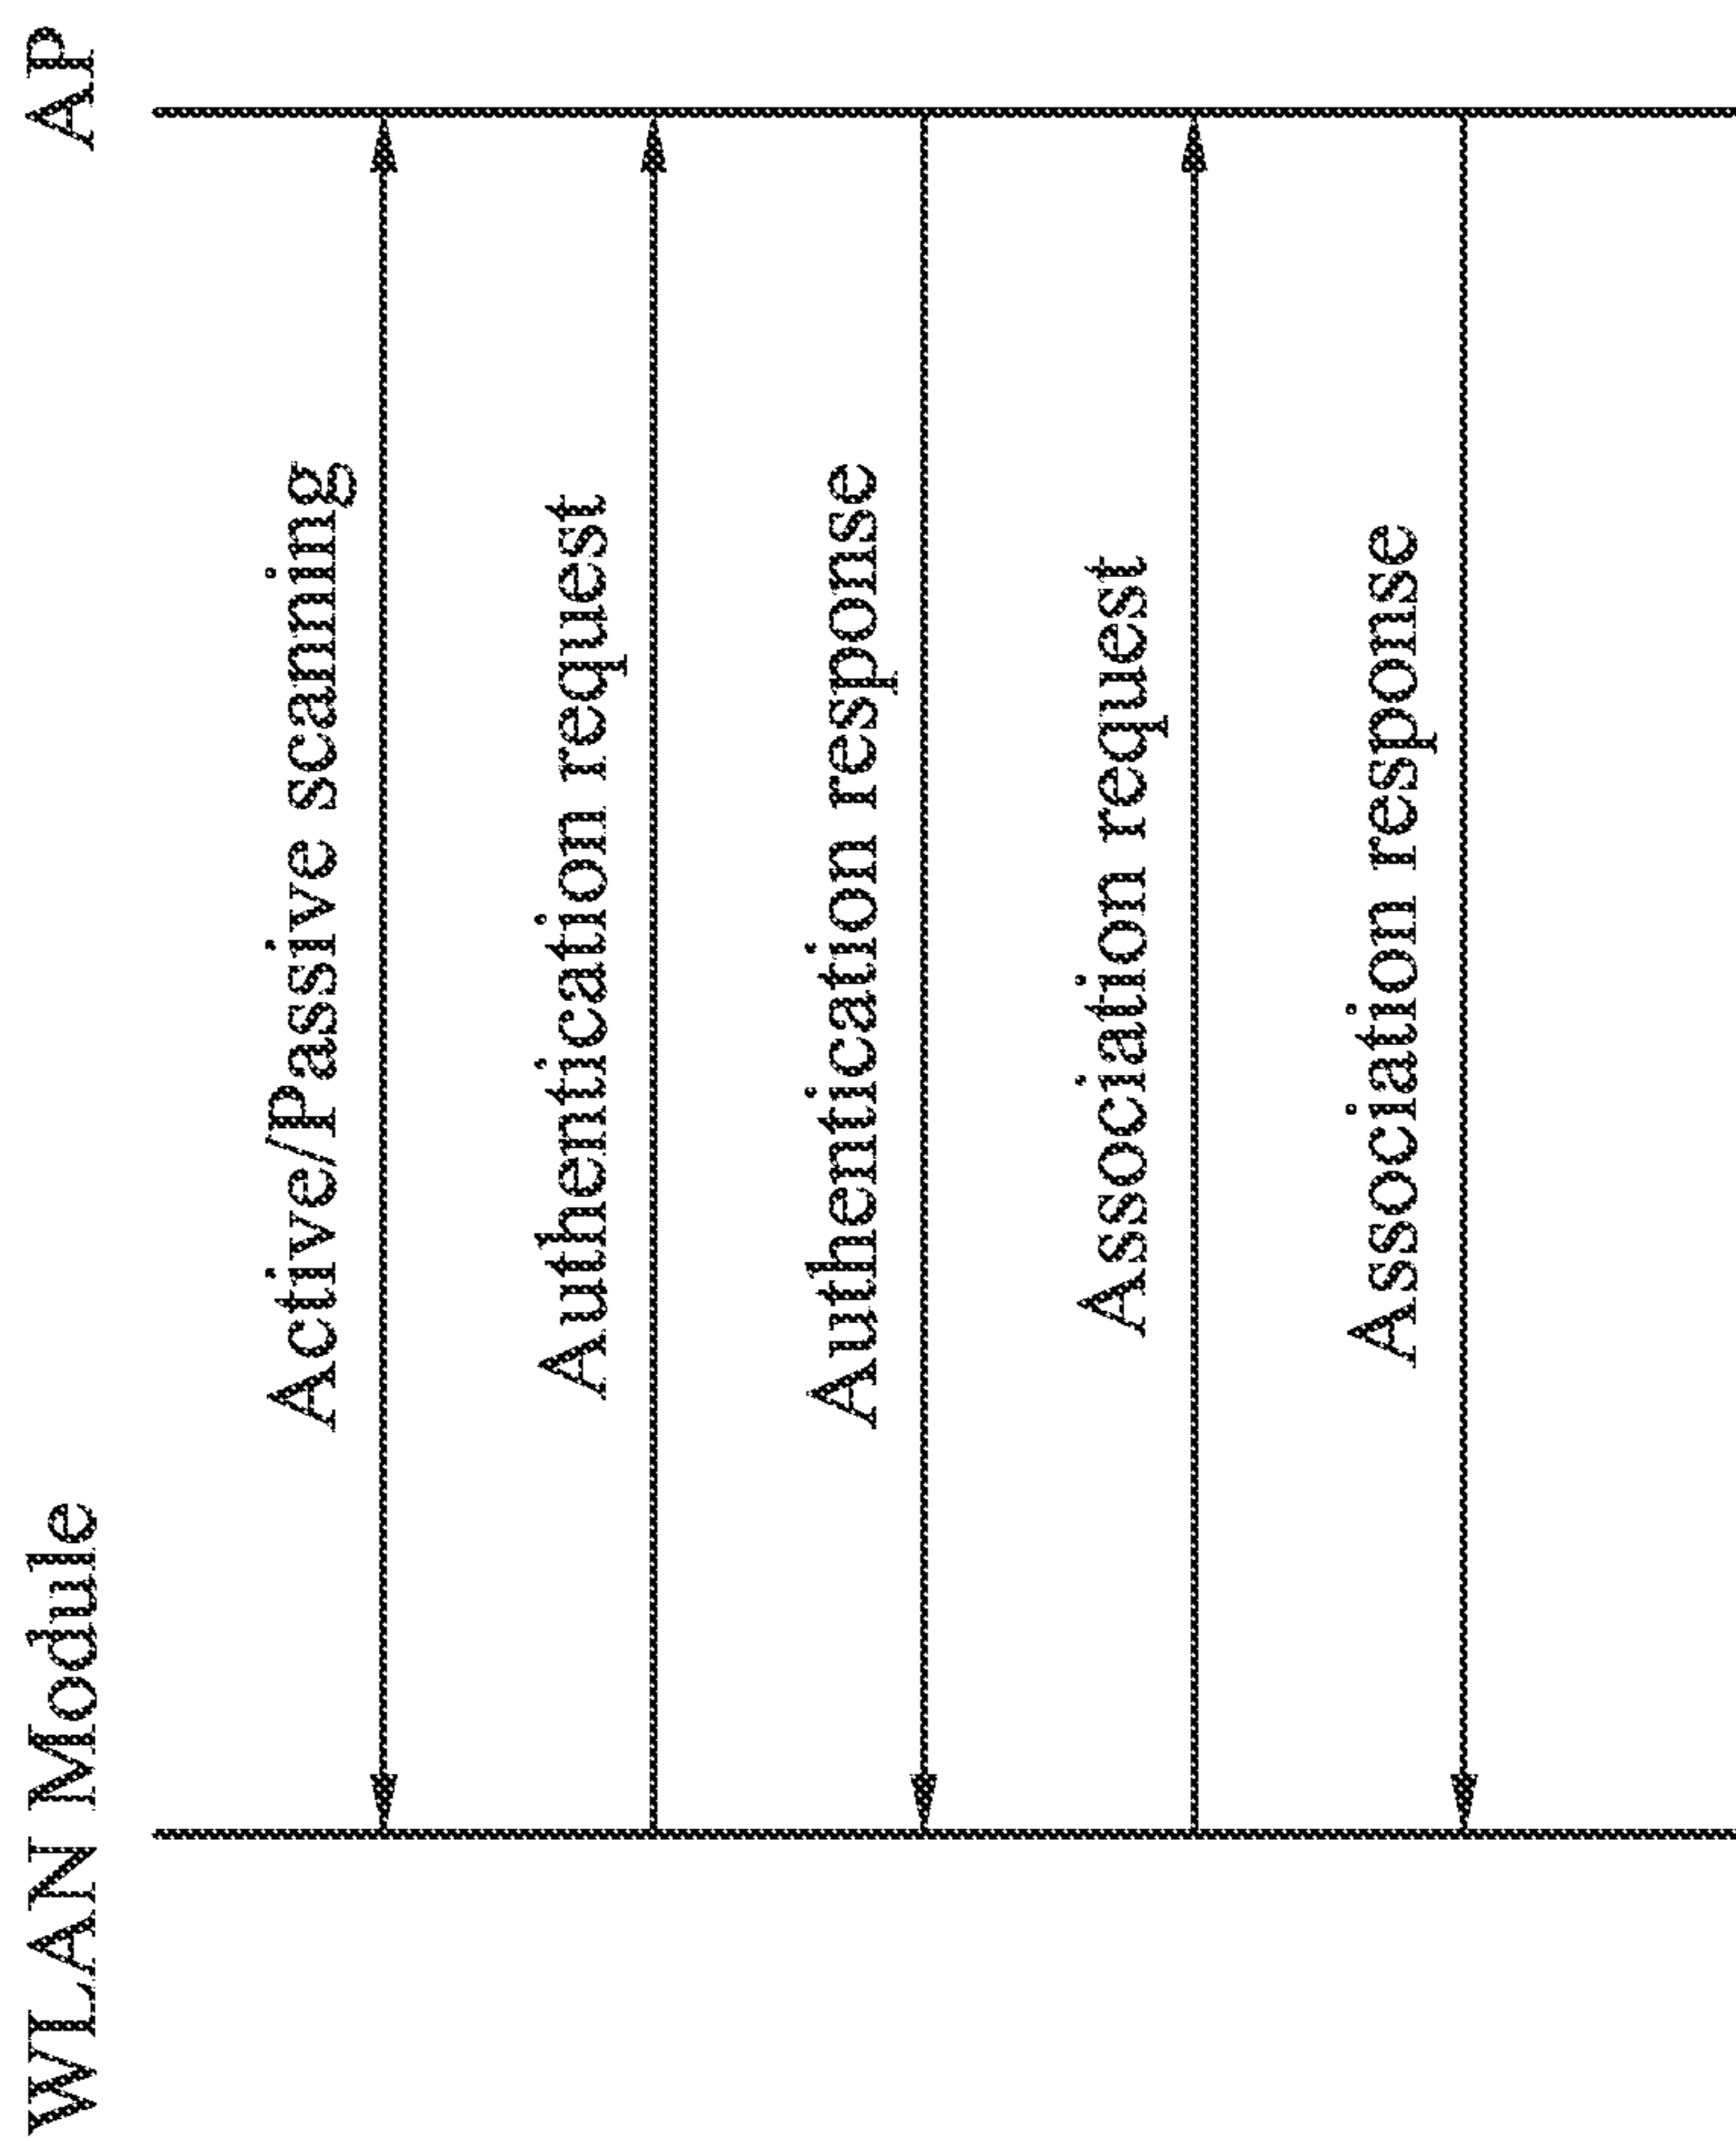 WLAN Module
AP
Active/Passive scanning
Authentication request
Authentication response
Association request
Association response